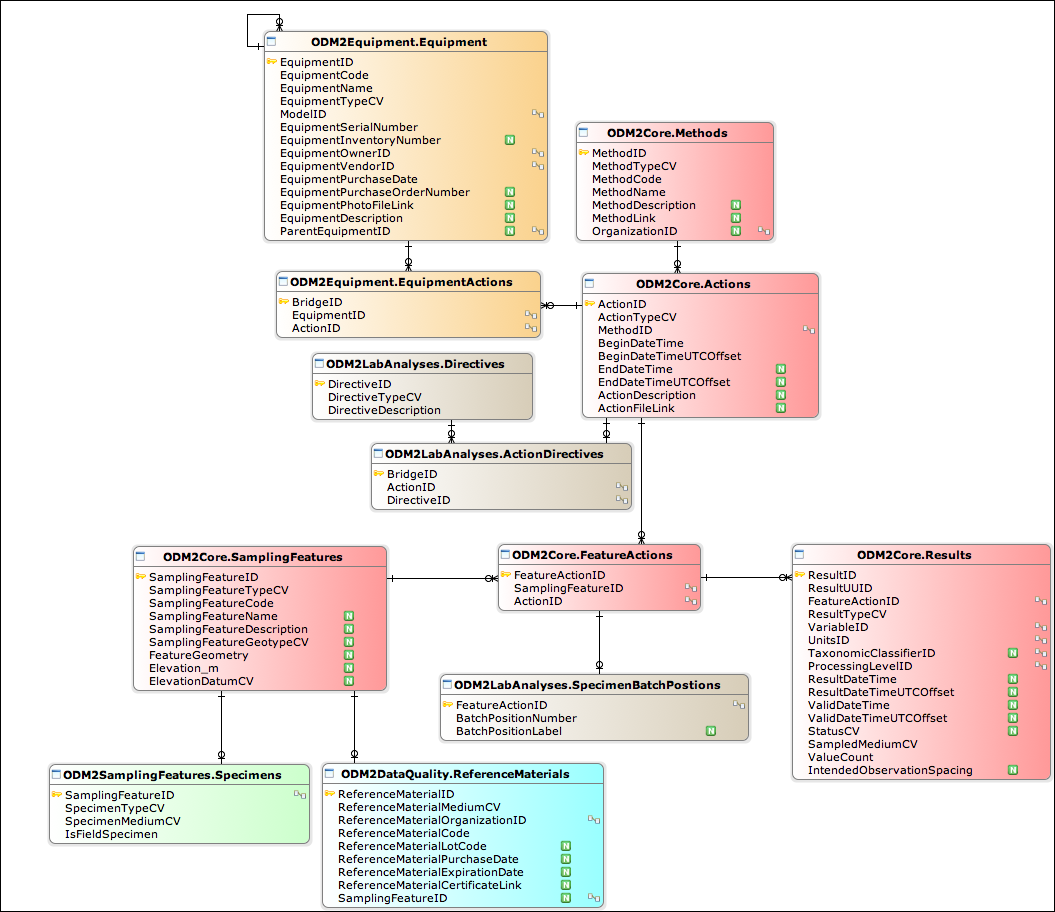 ODM2Equipment.Equipment
EquipmentID
EquipmentCode
EquipmentName
EquipmentTypeCV
ModelID
EquipmentSerialNumber
EquipmentInventoryNumber N
EquipmentOwnerID
EquipmentVendorID
EquipmentPurchaseDate
EquipmentPurchaseOrderNumber N
EquipmentPhotoFileLink N
EquipmentDescription N
ParentEquipmentID N
ODM2Core.Methods
MethodID
MethodTypeCV
MethodCode
MethodName
MethodDescription N
MethodLink N
OrganizationID N
ODM2Equipment.EquipmentActions
BridgeID
EquipmentID
ActionID
ODM2Core.Actions
ActionID
ActionTypeCV
MethodID
BeginDateTime
BeginDateTimeUTCOffset
EndDateTime N
EndDateTimeUTCOffset N
ActionDescription N
ActionFileLink N
ODM2LabAnalyses.Directives
DirectiveID
DirectiveTypeCV
DirectiveDescription
ODM2LabAnalyses.ActionDirectives
BridgeID
ActionID
DirectiveID
ODM2Core.SamplingFeatures
SamplingFeatureID
SamplingFeatureTypeCV
SamplingFeatureCode
SamplingFeatureName N
SamplingFeatureDescription N
SamplingFeatureGeotypeCV N
FeatureGeometry N
Elevation_m N
ElevationDatumCV N
ODM2Core.FeatureActions
FeatureActionID
SamplingFeatureID
ActionID
ODM2Core.Results
ResultID
ResultUUID
FeatureActionID
ResultTypeCV
VariableID
UnitsID
TaxonomicClassifierID N
ProcessingLevelID
ResultDateTime N
ResultDateTimeUTCOffset N
ValidDateTime N
ValidDateTimeUTCOffset N
StatusCV N
SampledMediumCV
ValueCount
IntendedObservationSpacing N
ODM2LabAnalyses.SpecimenBatchPostions
FeatureActionID
BatchPositionNumber
BatchPositionLabel N
ODM2SamplingFeatures.Specimens
SamplingFeatureID
SpecimenTypeCV
SpecimenMediumCV
IsFieldSpecimen
ODM2DataQuality.ReferenceMaterials
ReferenceMaterialID
ReferenceMaterialMediumCV
ReferenceMaterialOrganizationID
ReferenceMaterialCode
ReferenceMaterialLotCode N
ReferenceMaterialPurchaseDate N
ReferenceMaterialExpirationDate N
ReferenceMaterialCertificateLink N
SamplingFeatureID N